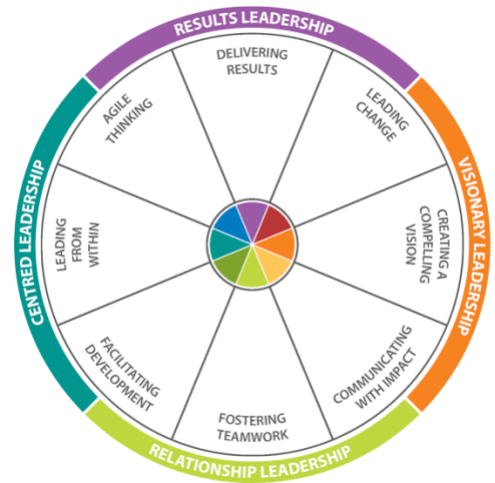 RESULTS LEADERSHIP
DELIVERING
RESULTS
AGILE
THINKING
LEADING
CHANGE
CENTRED LEADERSHIP
VISIONARY LEADERSHIP
LEADING
FROM
WITHIN
CREATING A
COMPELLING
VISION
FACILITATING
DEVELOPMENT
COMMUNICATING
WITH IMPACT
FOSTERING
TEAMWORK
RELATIONSHIP LEADERSHIP